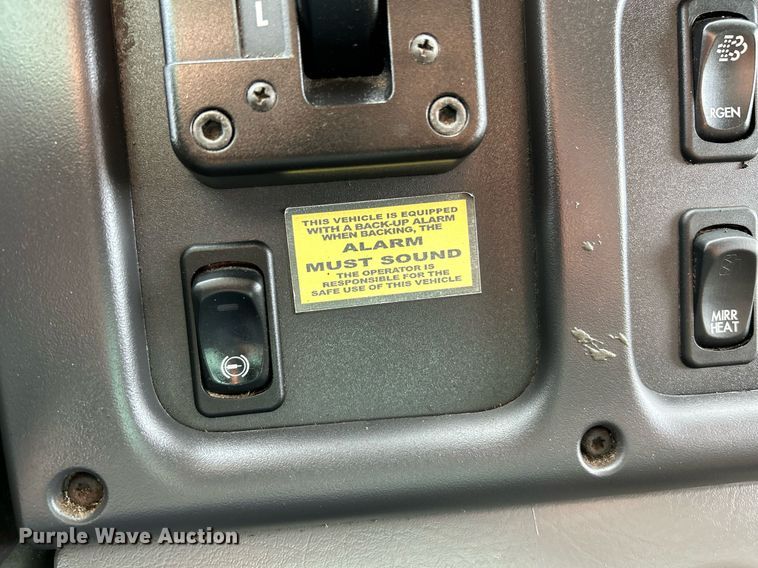 1
RGEN
THIS VEHICLE IS EQUIPPED
WITH A BACK-UP ALARM
WHEN BACKING, THE
ALARM
MUST SOUND
THE OPERATOR IS
RESPONSIBLE FOR THE
SAFE USE OF THIS VEHICLE
MIRR
HEAT
Purple Wave Auction